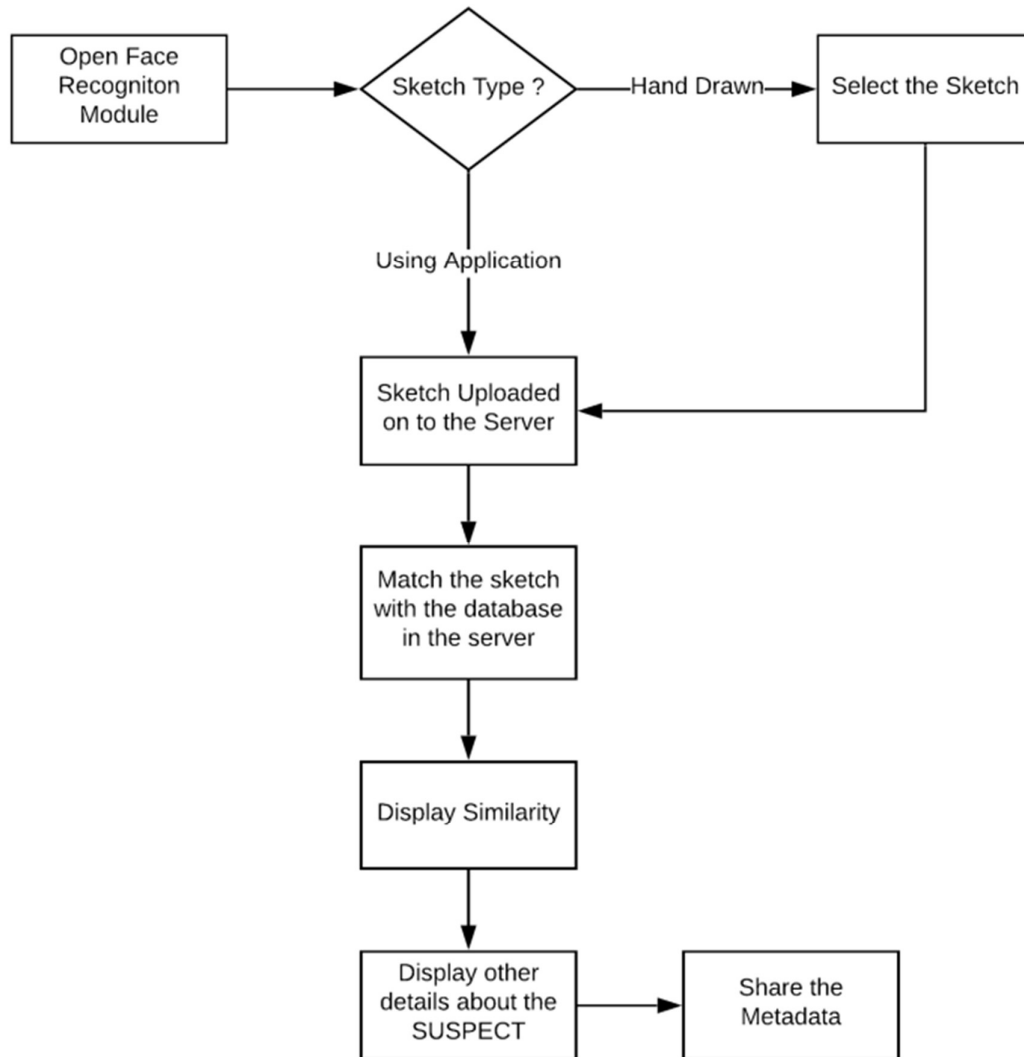 Open Face
Recogniton
Module
Sketch Type ?
Hand Drawn
Select the Sketch
Using Application
Sketch Uploaded
on to the Server
Match the sketch
with the database
in the server
Display Similarity
Display other
details about the
SUSPECT
Share the
Metadata